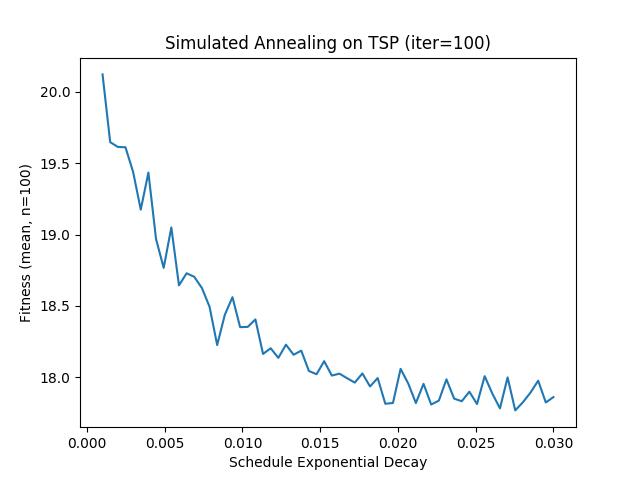 Simulated Annealing on TSP (iter=100)
Fitness (mean, n=100)
20.0
19.5
19.0
18.5
18.0
0.000 0.005 0.010 0.015 0.020 0.025 0.030
Schedule Exponential Decay